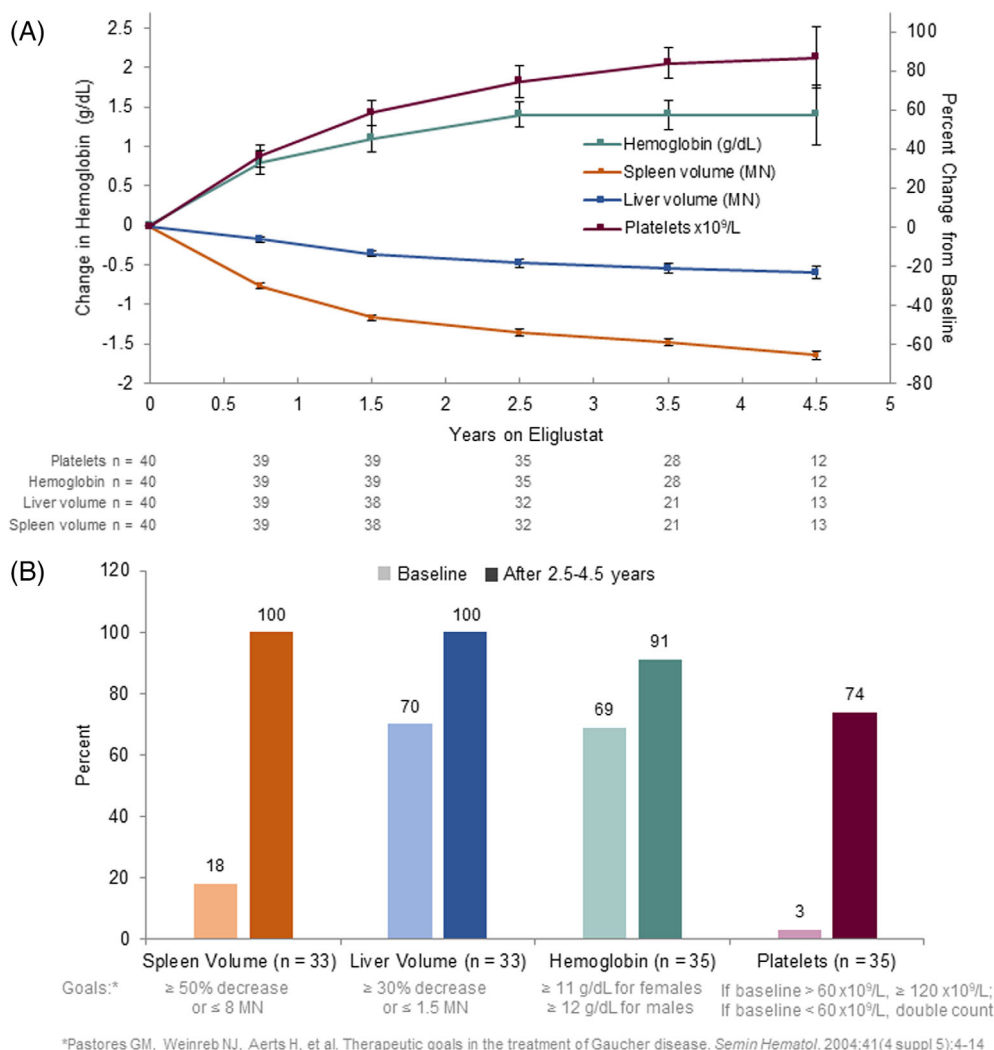 (A)
2.5
2
1.5
1
0.5
0
-0.5
-1
-1.5
-2
Change in Hemoglobin (g/dL)
100
80
60
40
20
0
-20
-40
-60
-80
Percent Change from Baseline
Hemoglobin (g/dL)
Spleen volume (MN)
Liver volume (MN)
Platelets x10⁹/L
0 0.5 1 1.5 2 2.5 3 3.5 4 4.5 5
Years on Eliglustat
Platelets n = 40 39 39 35 28 12
Hemoglobin n = 40 39 39 35 28 12
Liver volume n = 40 39 38 32 21 13
Spleen volume n = 40 39 38 32 21 13
(B)
Baseline After 2.5-4.5 years
120
100
80
60
40
20
0
Percent
18 100 70 100 69 91 3 74
Spleen Volume (n = 33) Liver Volume (n = 33) Hemoglobin (n = 35) Platelets (n = 35)
Goals:* ≥ 50% decrease ≥ 30% decrease ≥ 11 g/dL for females If baseline > 60 x10⁹/L, ≥ 120 x10⁹/L;
or ≤ 8 MN or ≤ 1.5 MN ≥ 12 g/dL for males If baseline < 60 x10⁹/L, double count
*Pastores GM, Weinreb NJ, Aerts H, et al. Therapeutic goals in the treatment of Gaucher disease. Semin Hematol. 2004;41(4 suppl 5):4-14